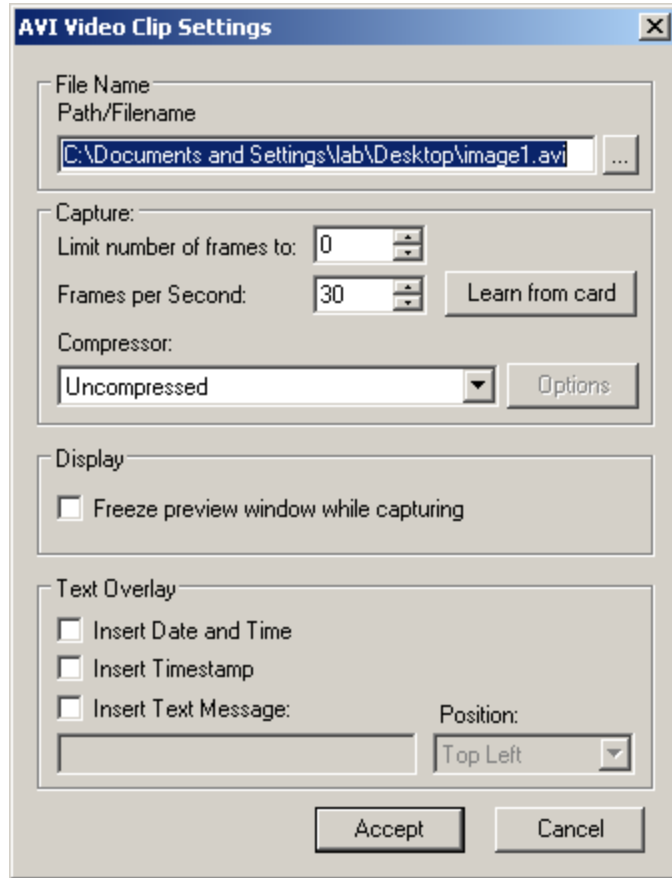 AVI Video Clip Settings
File Name
Path/Filename
C:\Documents and Settings\lab\Desktop\image1.avi ...
Capture:
Limit number of frames to: 0
Frames per Second: 30 Learn from card
Compressor:
Uncompressed Options
Display
Freeze preview window while capturing
Text Overlay
Insert Date and Time
Insert Timestamp
Insert Text Message: Position:
Top Left
Accept Cancel